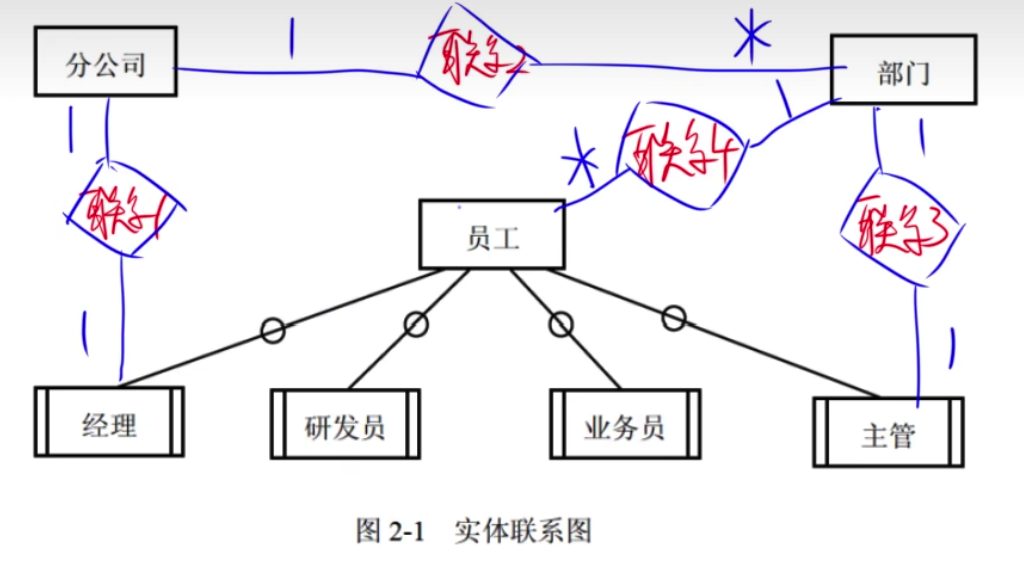 1 联系2 *
分公司 部门
1 * 联系4 1 1
联系1 员工 联系3
1 1
经理 研发员 业务员 主管
图 2-1 实体联系图